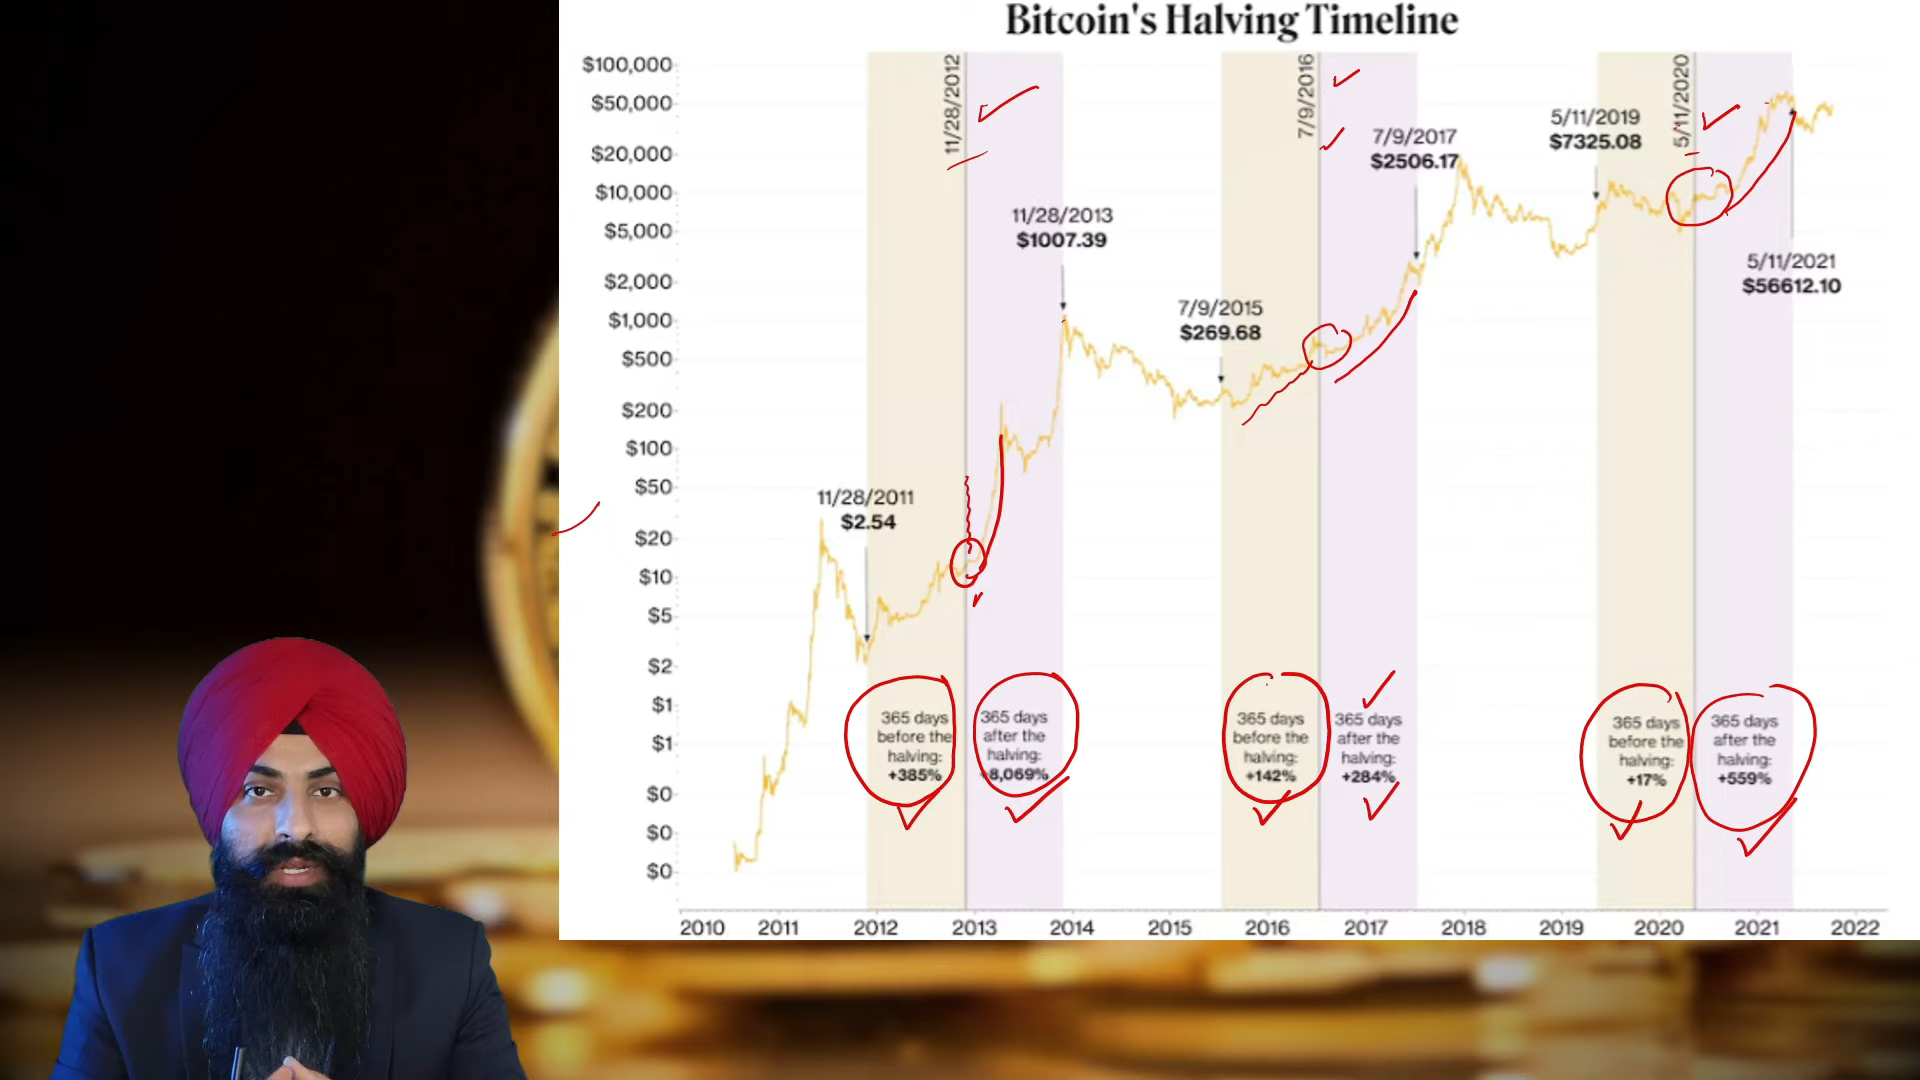 Bitcoin's Halving Timeline
$100,000
$50,000
$20,000
$10,000
$5,000
$2,000
$1,000
$500
$200
$100
$50
$20
$10
$5
$2
$1
$1
$0
$0
$0
11/28/2012
7/9/2016
5/11/2020
11/28/2011
$2.54
11/28/2013
$1007.39
7/9/2015
$269.68
7/9/2017
$2506.17
5/11/2019
$7325.08
5/11/2021
$56612.10
365 days
before the
halving:
+385%
365 days
after the
halving:
+8,069%
365 days
before the
halving:
+142%
365 days
after the
halving:
+284%
365 days
before the
halving:
+17%
365 days
after the
halving:
+559%
2010 2011 2012 2013 2014 2015 2016 2017 2018 2019 2020 2021 2022